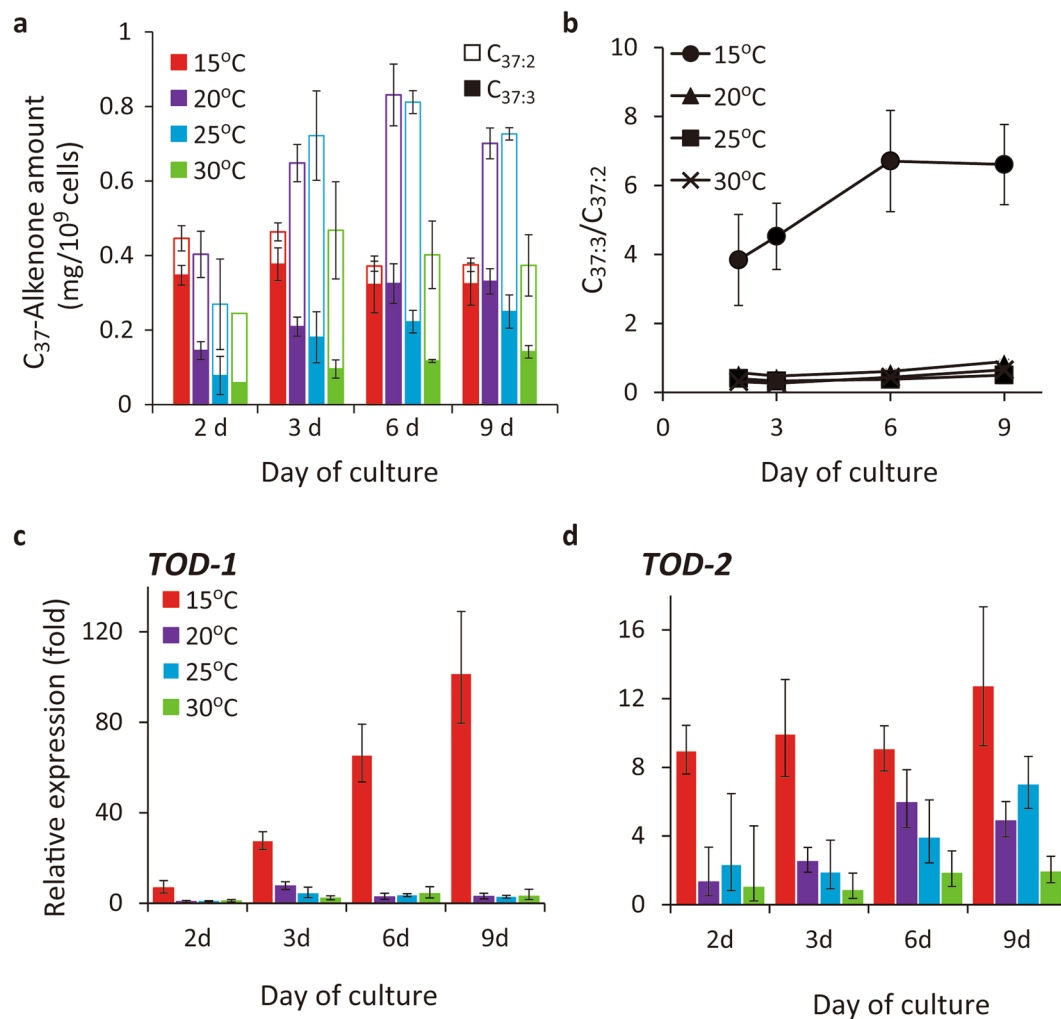 a
1
0.8
0.6
0.4
0.2
0
C37-Alkenone amount
(mg/10⁹ cells)
15°C
20°C
25°C
30°C
C37:2
C37:3
2 d 3 d 6 d 9 d
Day of culture
b
10
8
6
4
2
0
C37:3/C37:2
15°C
20°C
25°C
30°C
0 3 6 9
Day of culture
c
TOD-1
120
80
40
0
Relative expression (fold)
15°C
20°C
25°C
30°C
2d 3d 6d 9d
Day of culture
d
TOD-2
16
12
8
4
0
2d 3d 6d 9d
Day of culture